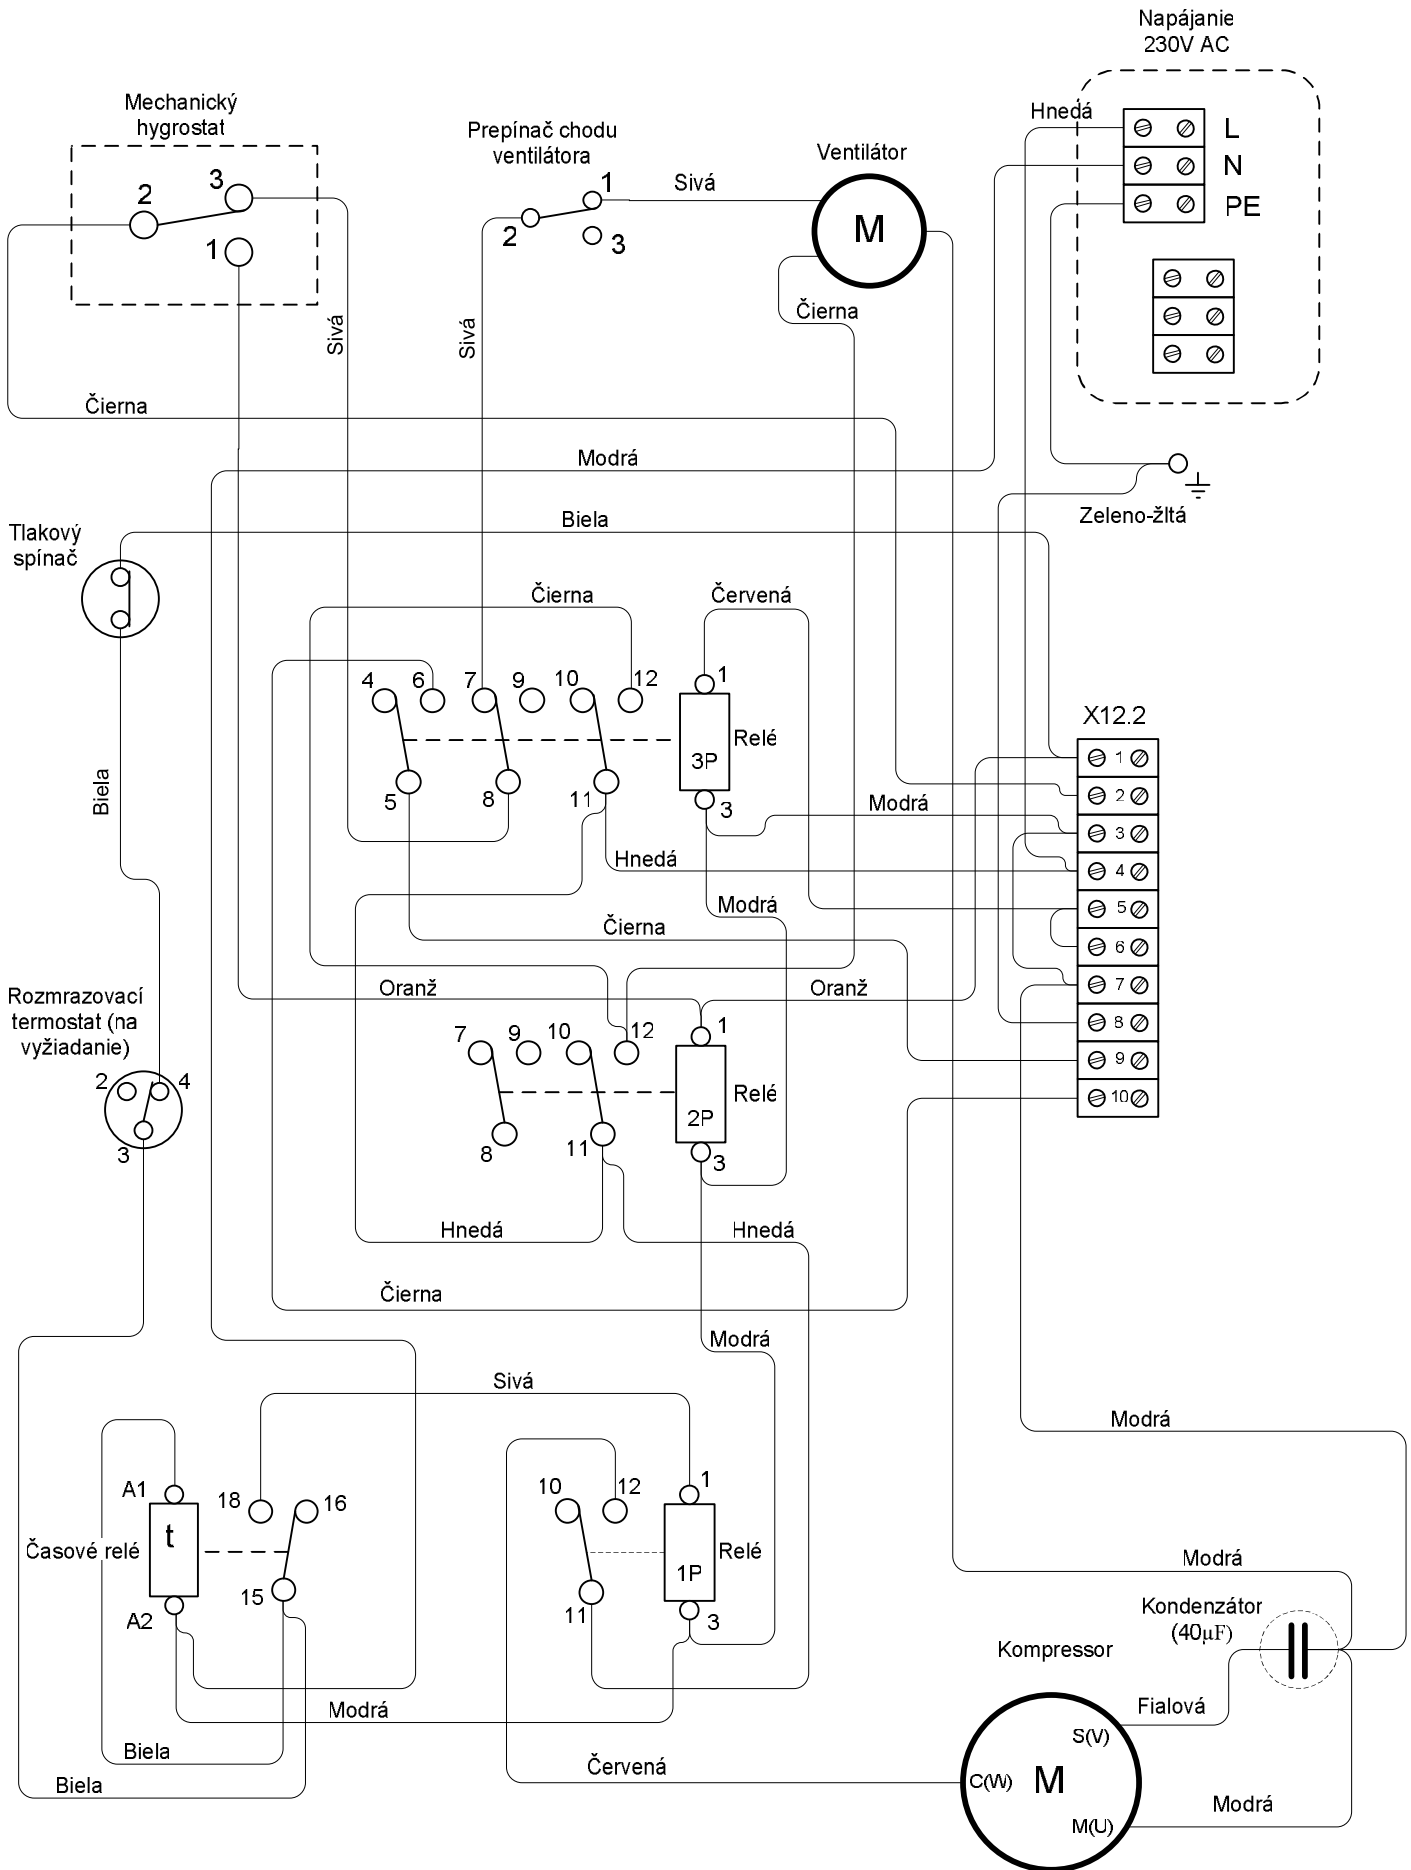 Napájanie
230V AC
Hnedá
L
N
PE
Mechanický
hygrostat
2
3
1
Prepínač chodu
ventilátora
1
2
3
Sivá
Ventilátor
M
Čierna
Sivá
Sivá
Čierna
Modrá
Zeleno-žltá
Biela
Tlakový
spínač
Čierna
Červená
4
6
7
9
10
12
1
Relé
3P
5
8
11
3
X12.2
1
2
3
4
5
6
7
8
9
10
Biela
Modrá
Hnedá
Modrá
Čierna
Oranž
Oranž
Rozmrazovací
termostat (na
vyžiadanie)
2
4
3
7
9
10
12
1
Relé
2P
8
11
3
Hnedá
Hnedá
Čierna
Modrá
Sivá
Modrá
A1
18
16
10
12
1
t
Časové relé
Relé
1P
15
A2
11
3
Modrá
Kondenzátor
(40µF)
Kompressor
Fialová
Modrá
S(V)
Biela
Červená
C(W)
M
Biela
M(U)
Modrá